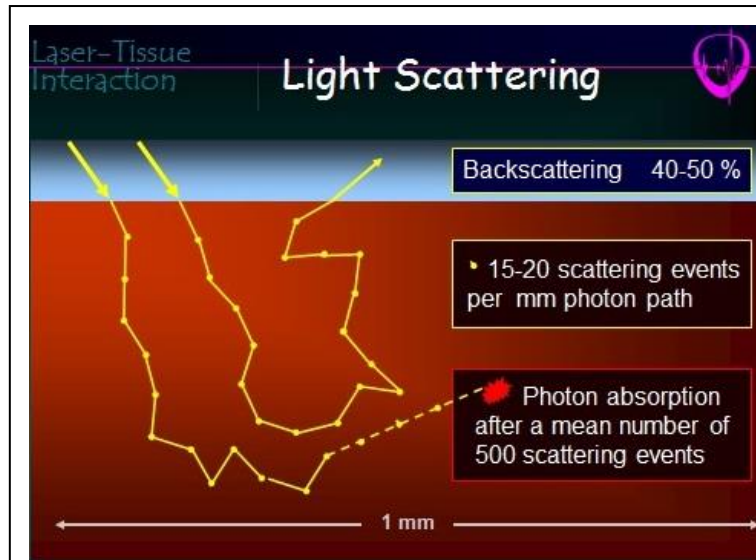 Laser-Tissue
Interaction
Light Scattering
Backscattering 40-50 %
15-20 scattering events
per mm photon path
Photon absorption
after a mean number of
500 scattering events
1 mm